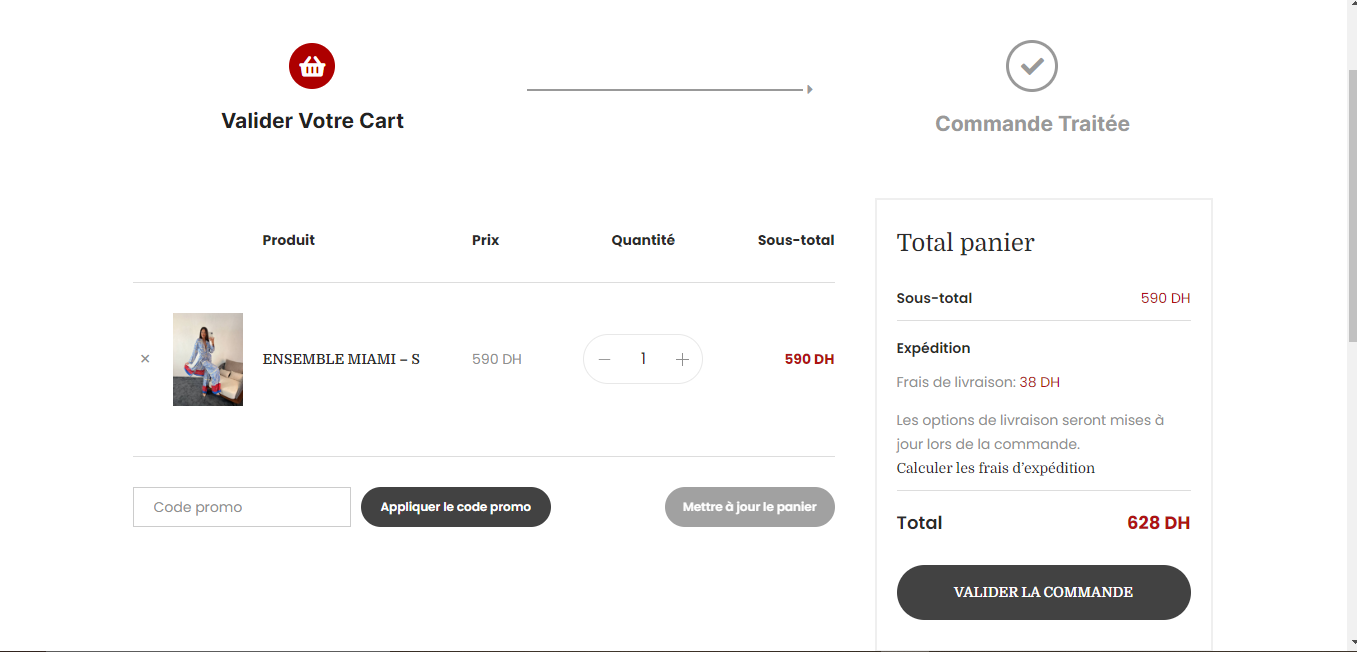 Valider Votre Cart
Commande Traitée
Produit Prix Quantité Sous-total
× ENSEMBLE MIAMI – S 590 DH — 1 + 590 DH
Code promo Appliquer le code promo Mettre à jour le panier
Total panier
Sous-total 590 DH
Expédition
Frais de livraison: 38 DH
Les options de livraison seront mises à
jour lors de la commande.
Calculer les frais d’expédition
Total 628 DH
VALIDER LA COMMANDE